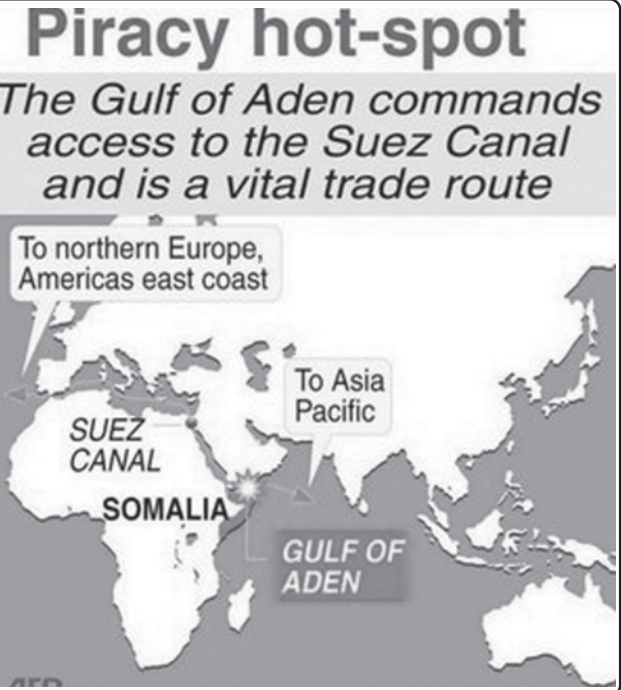 Piracy hot-spot
The Gulf of Aden commands
access to the Suez Canal
and is a vital trade route
To northern Europe,
Americas east coast
To Asia
Pacific
SUEZ
CANAL
SOMALIA
GULF OF
ADEN